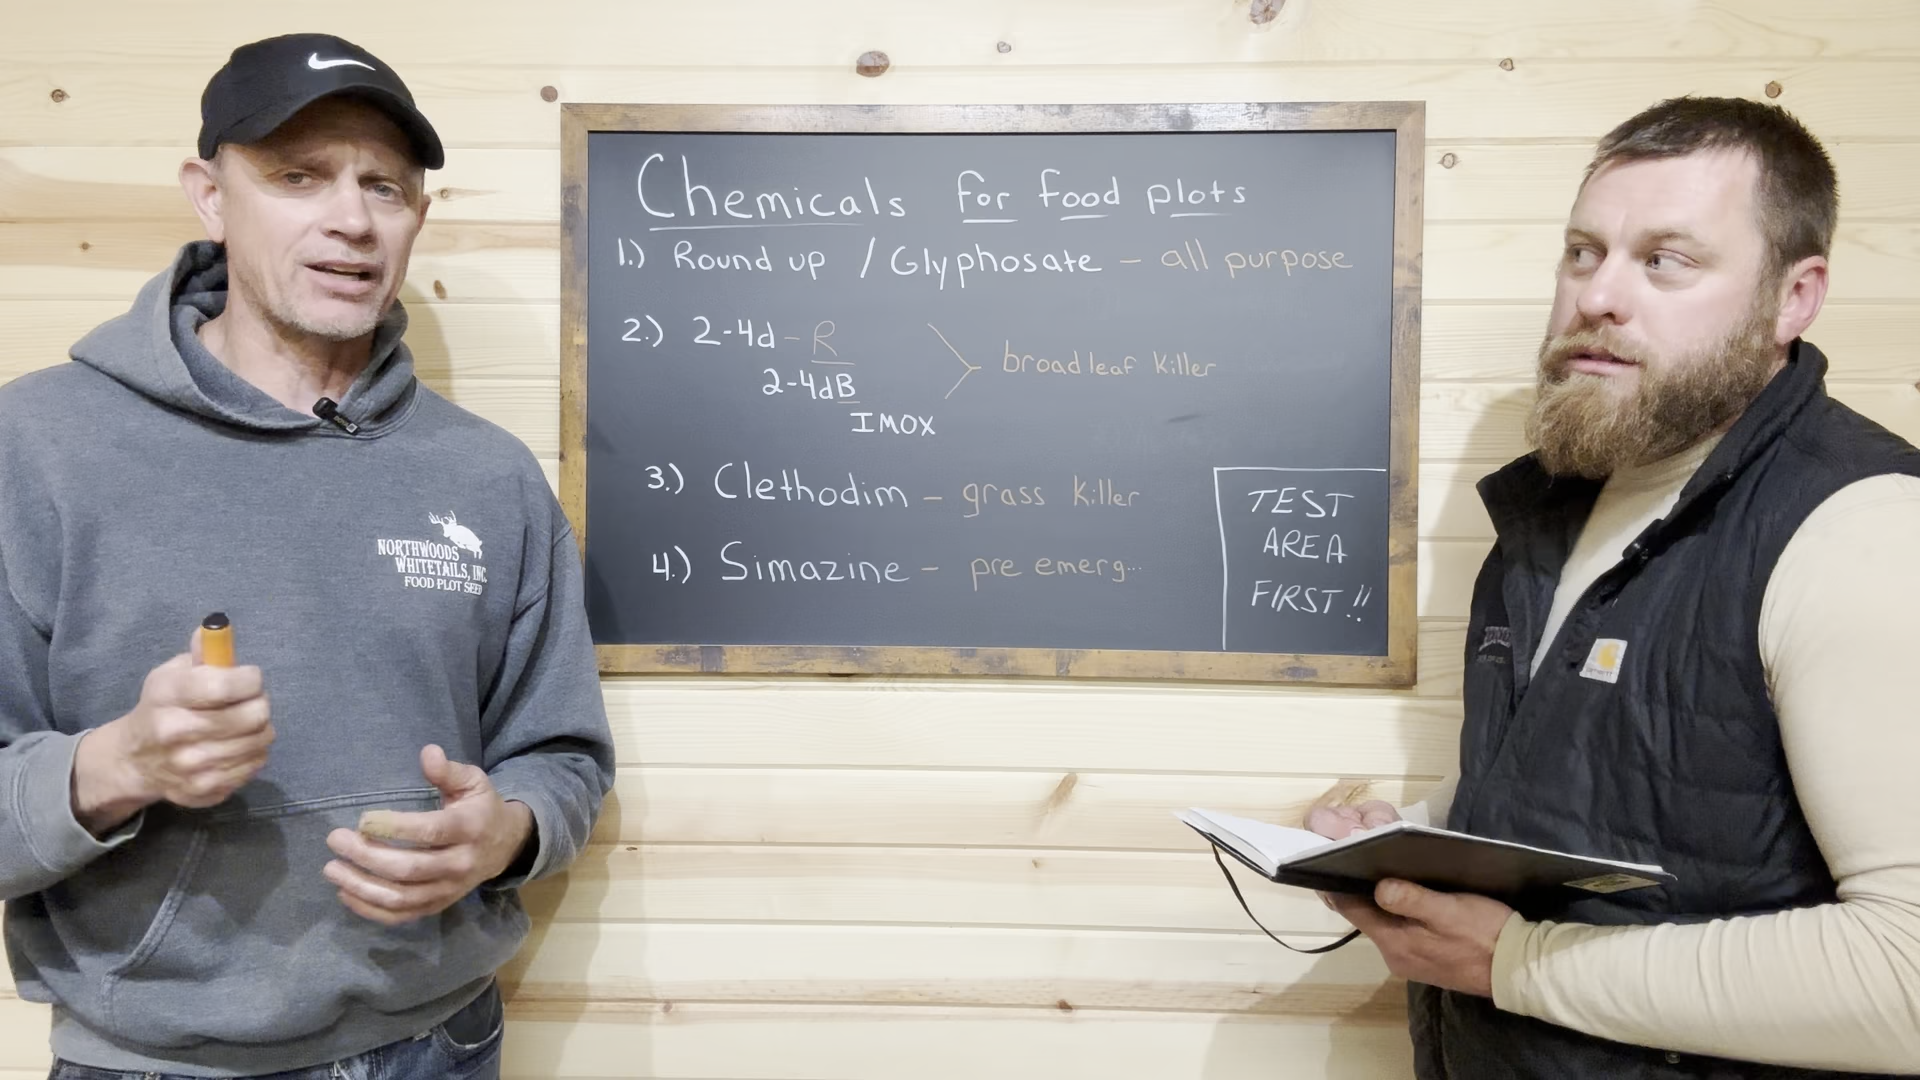 Chemicals for food plots
1.) Round up / Glyphosate - all purpose
2.) 2-4d - R
2-4dB
IMOX
broadleaf killer
3.) Clethodim - grass killer
4.) Simazine - pre emerg...
TEST
AREA
FIRST!!
NORTHWOODS
WHITETAILS, INC.
FOOD PLOT SEED